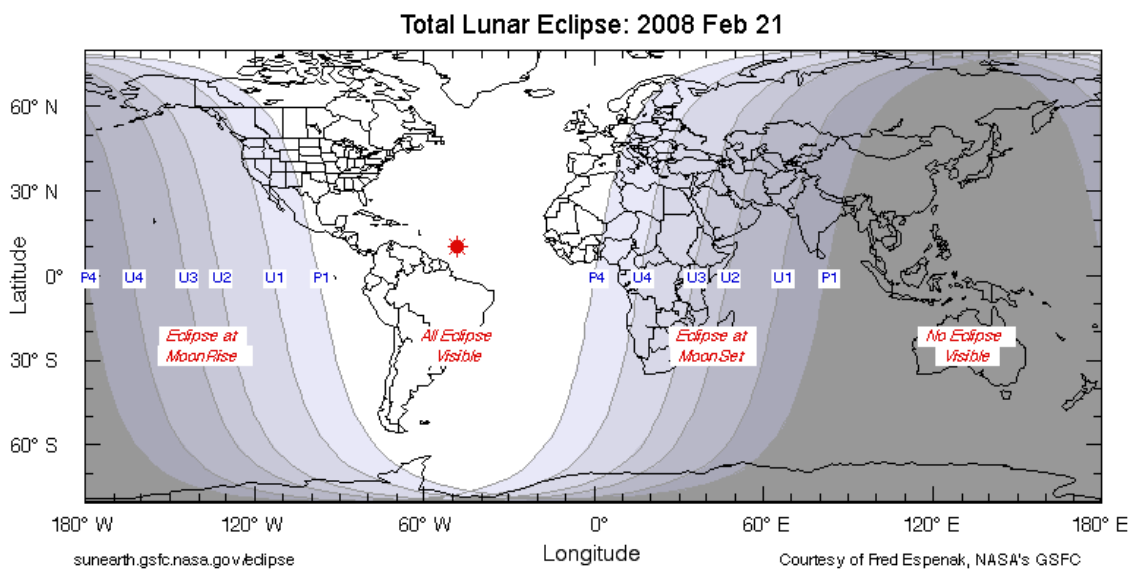 Total Lunar Eclipse: 2008 Feb 21
60° N
30° N
0°
30° S
60° S
Latitude
P4 U4 U3 U2 U1 P1 P4 U4 U3 U2 U1 P1
Eclipse at
MoonRise
All Eclipse
Visible
Eclipse at
MoonSet
No Eclipse
Visible
180° W 120° W 60° W 0° 60° E 120° E 180° E
Longitude
sunearth.gsfc.nasa.gov/eclipse
Courtesy of Fred Espenak, NASA's GSFC